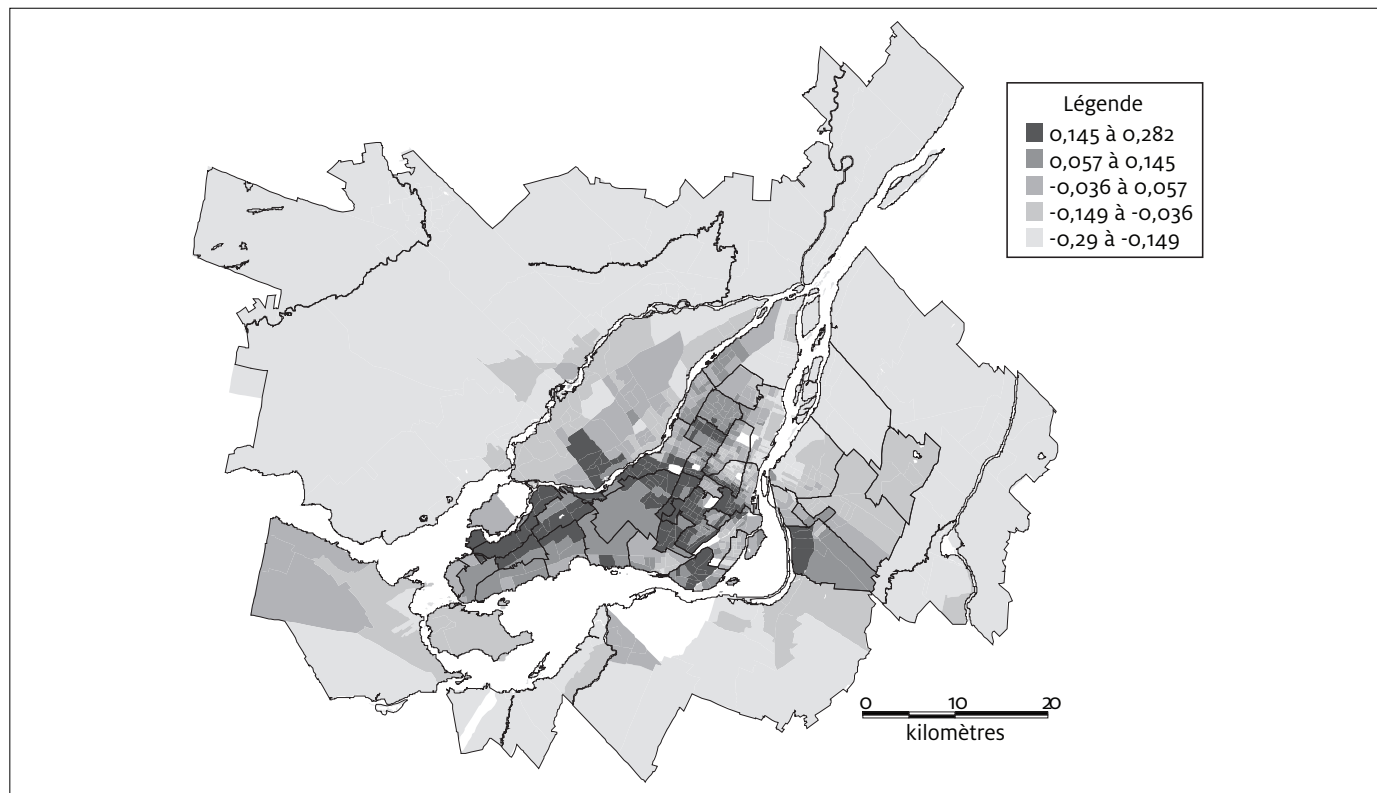 Légende
0,145 à 0,282
0,057 à 0,145
-0,036 à 0,057
-0,149 à -0,036
-0,29 à -0,149
0 10 20
kilomètres